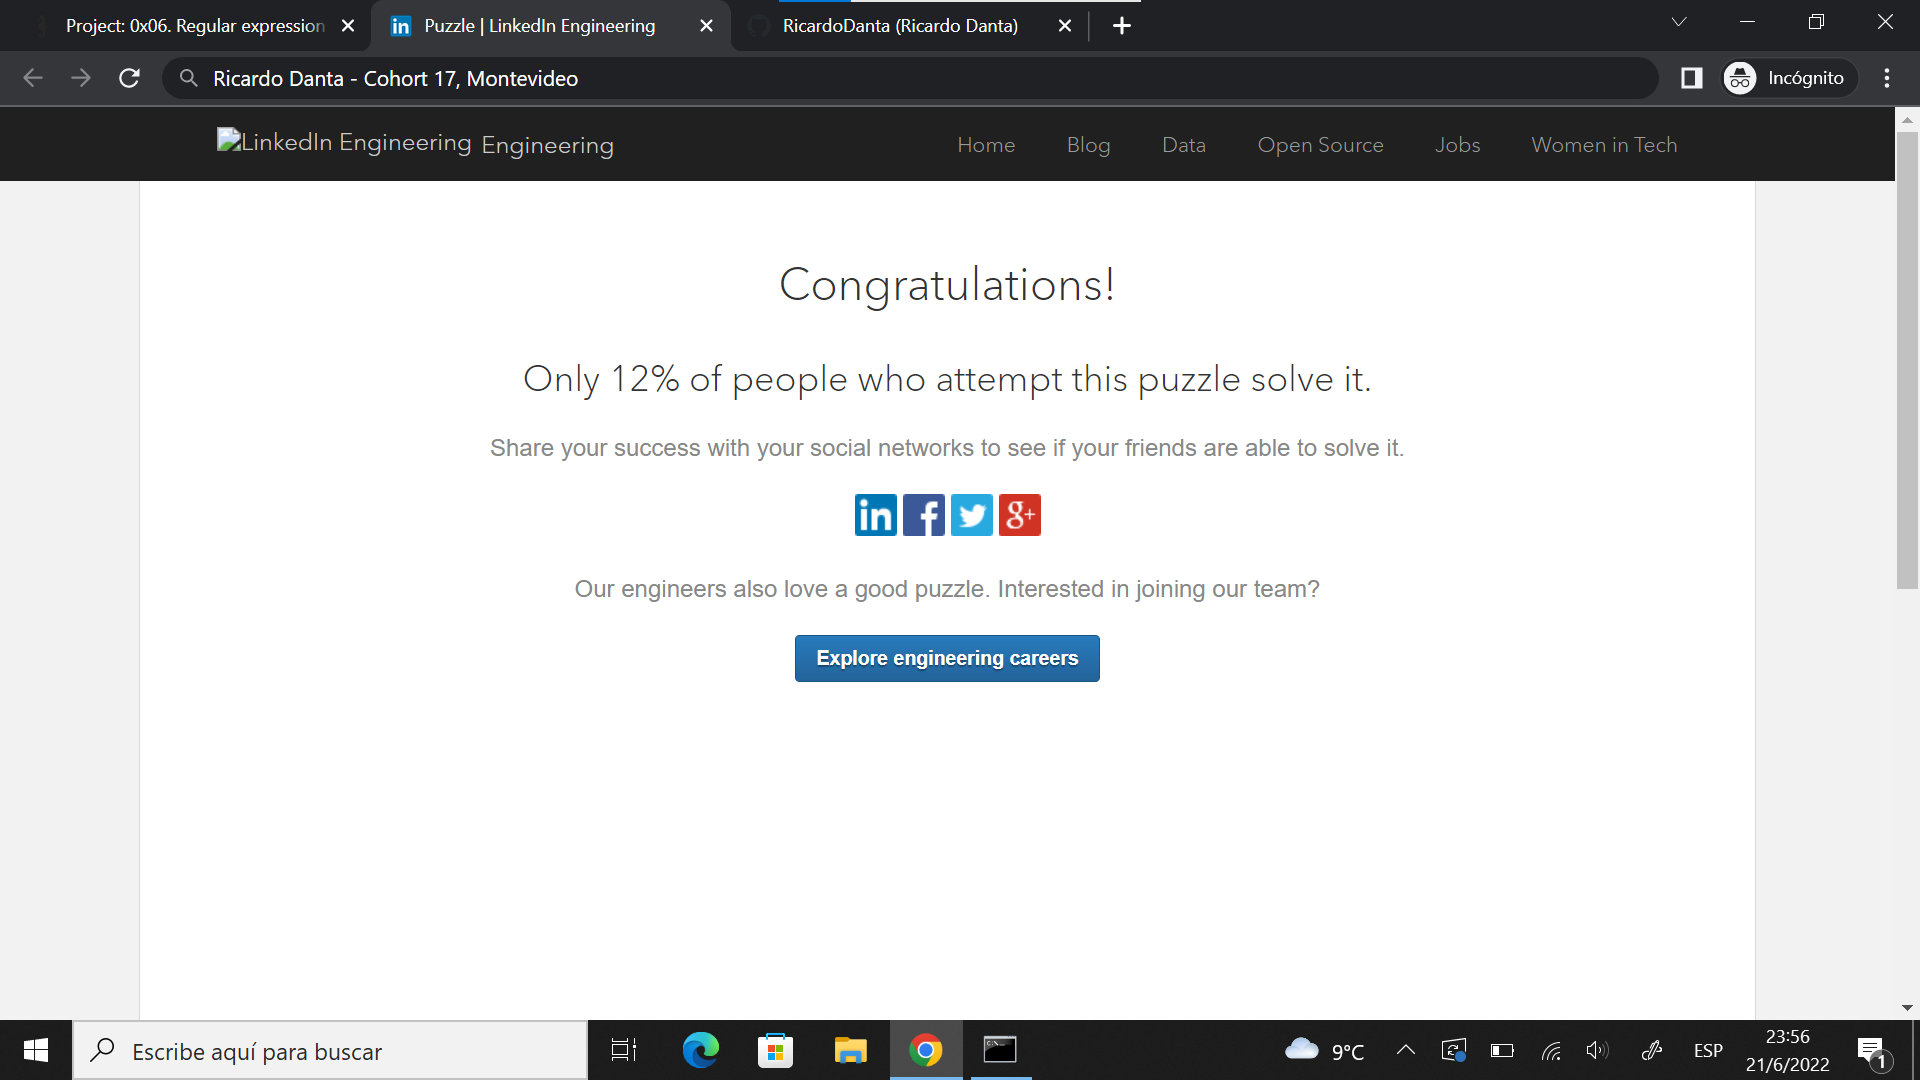 Project: 0x06. Regular expression
Puzzle | LinkedIn Engineering
RicardoDanta (Ricardo Danta)
Ricardo Danta - Cohort 17, Montevideo
Incógnito
LinkedIn Engineering Engineering
Home
Blog
Data
Open Source
Jobs
Women in Tech
Congratulations!
Only 12% of people who attempt this puzzle solve it.
Share your success with your social networks to see if your friends are able to solve it.
in f g+
Our engineers also love a good puzzle. Interested in joining our team?
Explore engineering careers
Escribe aquí para buscar
9°C
ESP
23:56
21/6/2022
1